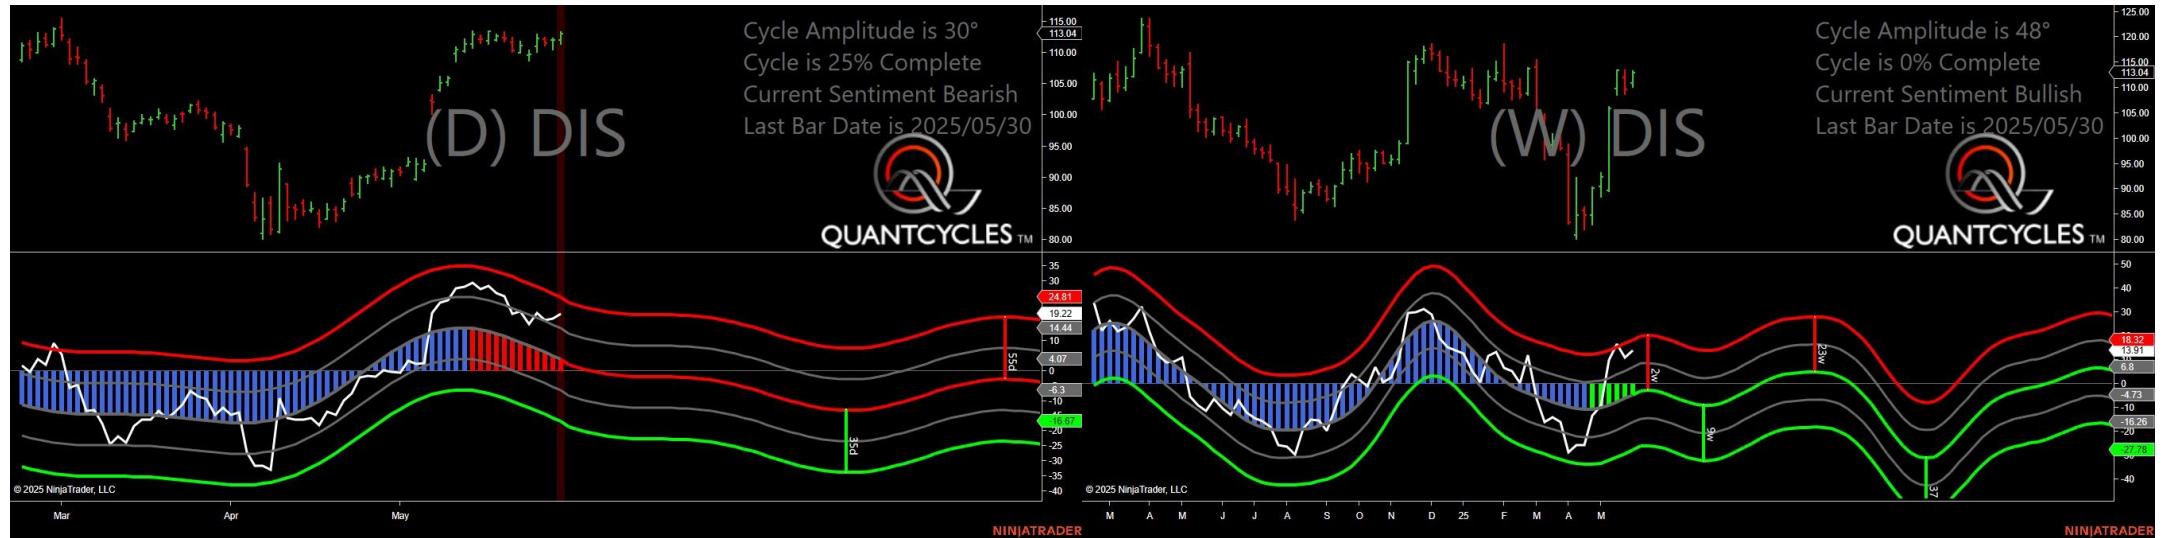 Cycle Amplitude is 30°
Cycle is 25% Complete
Current Sentiment Bearish
Last Bar Date is 2025/05/30
(D) DIS
QUANTCYCLES TM
115.00
113.04
110.00
105.00
100.00
95.00
90.00
85.00
80.00
35
30
24.81
19.22
14.44
10
4.07
0
-6.3
-10
-16.67
-20
-25
-30
-35
-40
55d
35d
© 2025 NinjaTrader, LLC
Mar
Apr
May
NINJATRADER
Cycle Amplitude is 48°
Cycle is 0% Complete
Current Sentiment Bullish
Last Bar Date is 2025/05/30
(W) DIS
QUANTCYCLES TM
125.00
120.00
115.00
113.04
110.00
105.00
100.00
95.00
90.00
85.00
80.00
50
40
30
18.32
13.91
6.8
0
-4.73
-10
-16.26
-20
-27.78
-40
2w
9w
23w
37
© 2025 NinjaTrader, LLC
M
A
M
J
J
A
S
O
N
D
25
F
M
A
M
NINJATRADER